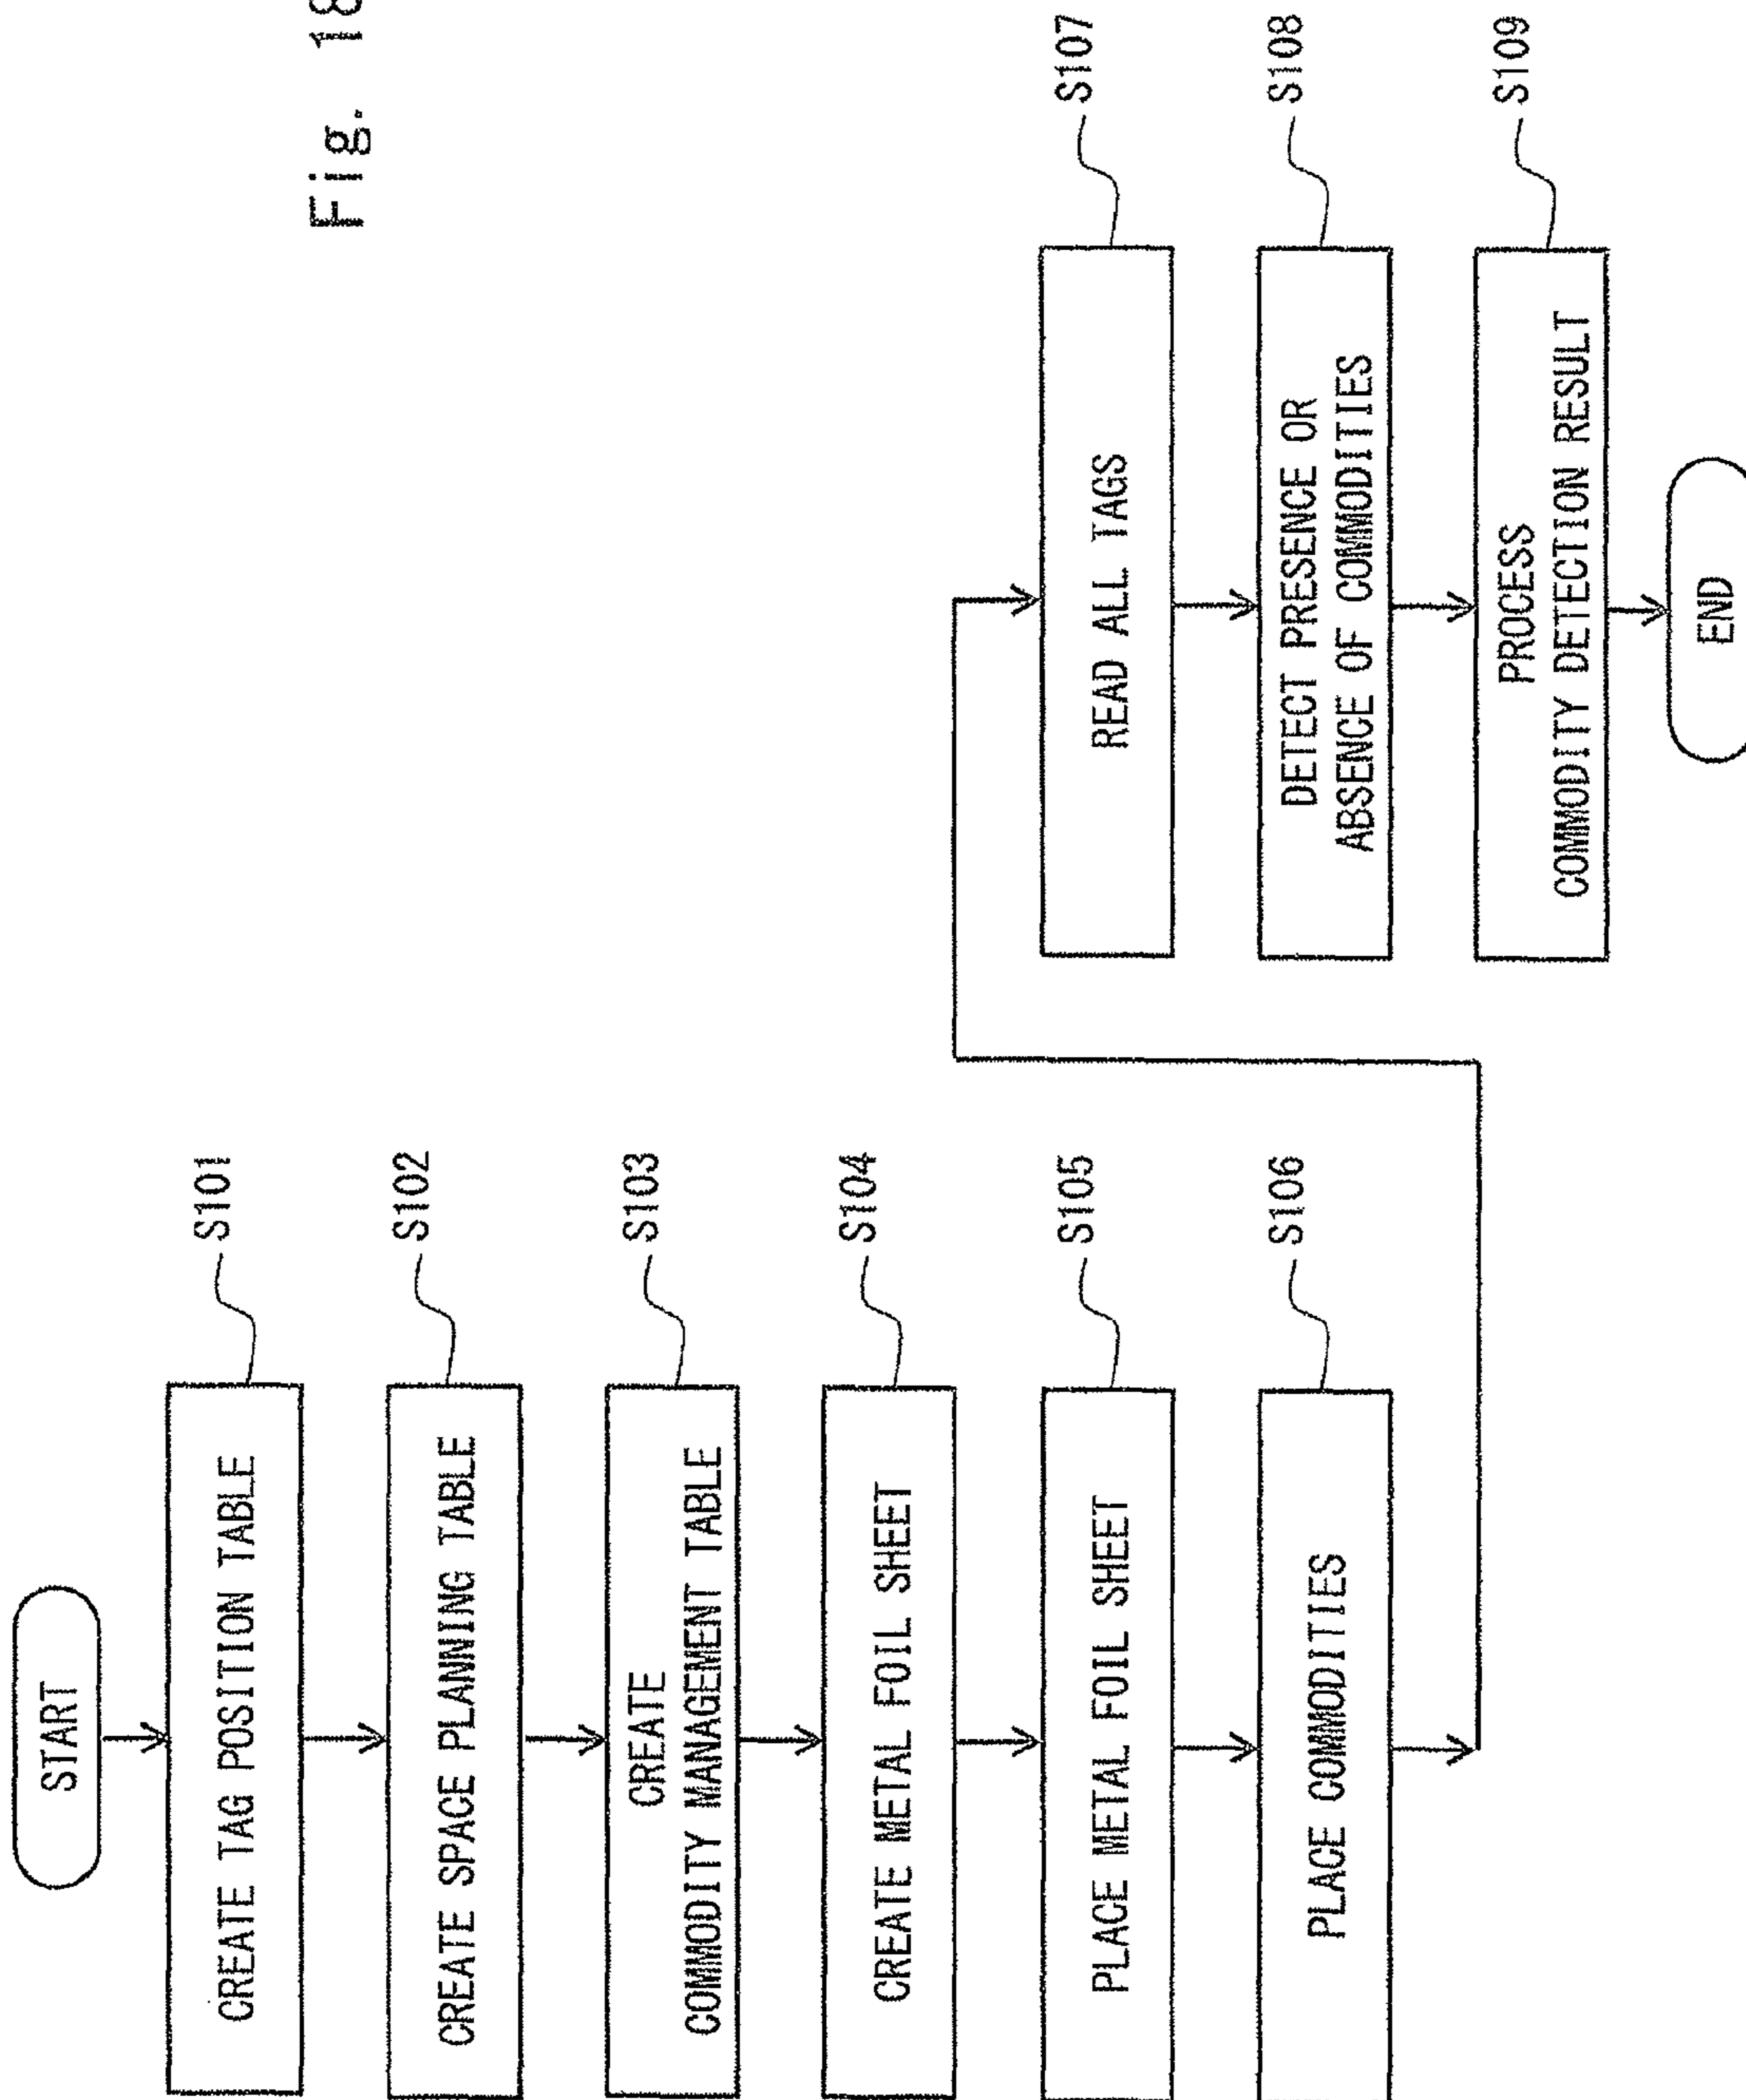 Fig. 18
START
CREATE TAG POSITION TABLE
S101
CREATE SPACE PLANNING TABLE
S102
CREATE
COMMODITY MANAGEMENT TABLE
S103
CREATE METAL FOIL SHEET
S104
PLACE METAL FOIL SHEET
S105
PLACE COMMODITIES
S106
READ ALL TAGS
S107
DETECT PRESENCE OR
ABSENCE OF COMMODITIES
S108
PROCESS
COMMODITY DETECTION RESULT
S109
END